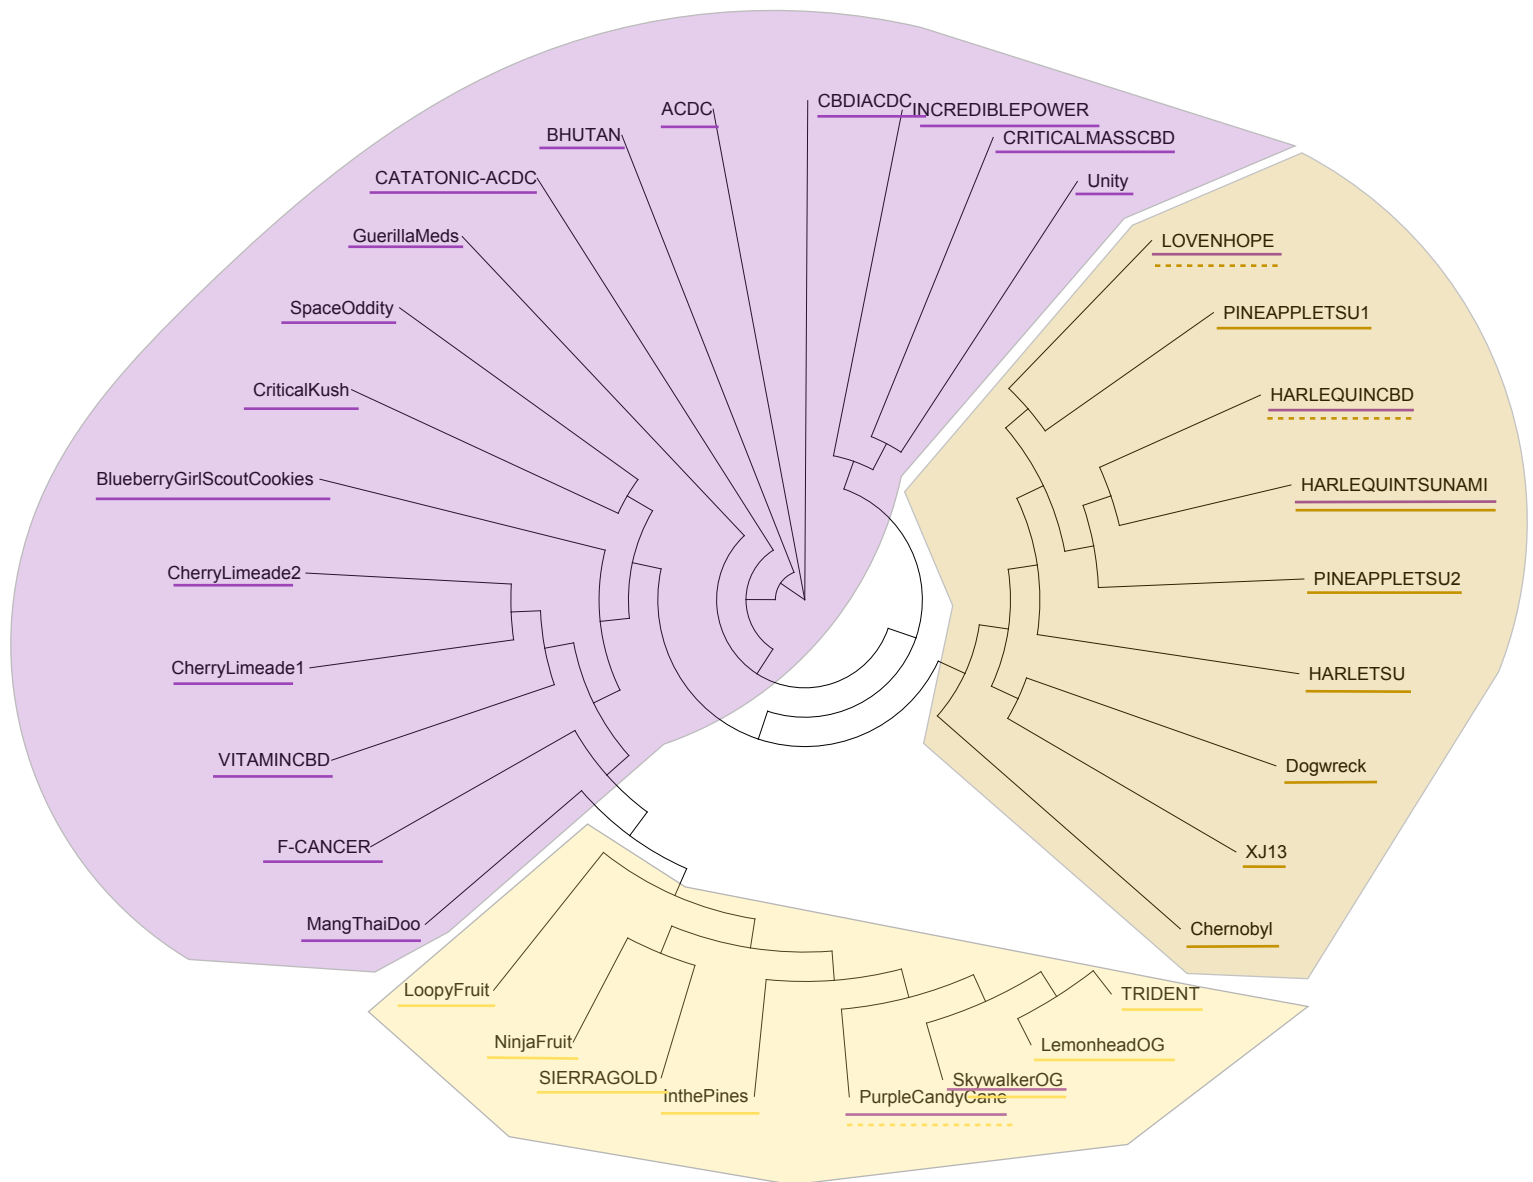 ACDC
CBDIACDC
INCREDIBLEPOWER
BHUTAN
CRITICALMASSCBD
CATATONIC-ACDC
Unity
GuerillaMeds
LOVENHOPE
SpaceOddity
PINEAPPLETSU1
CriticalKush
HARLEQUINCBD
BlueberryGirlScoutCookies
HARLEQUINTSUNAMI
CherryLimeade2
PINEAPPLETSU2
CherryLimeade1
HARLETSU
VITAMINCBD
Dogwreck
F-CANCER
XJ13
MangThaiDoo
Chernobyl
LoopyFruit
TRIDENT
NinjaFruit
LemonheadOG
SIERRAGOLD
SkywalkerOG
InthePines
PurpleCandyCane